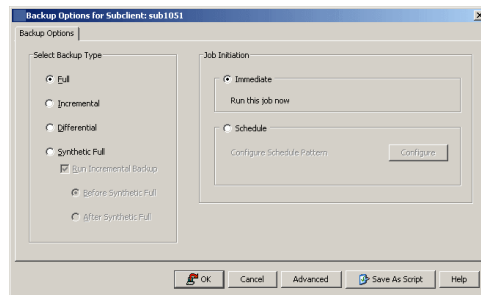 Backup Options for Subclient: sub1051
Backup Options
Select Backup Type
Full
Incremental
Differential
Synthetic Full
Run Incremental Backup
Before Synthetic Full
After Synthetic Full
Job Initiation
Immediate
Run this job now
Schedule
Configure Schedule Pattern
Configure
OK
Cancel
Advanced
Save As Script
Help